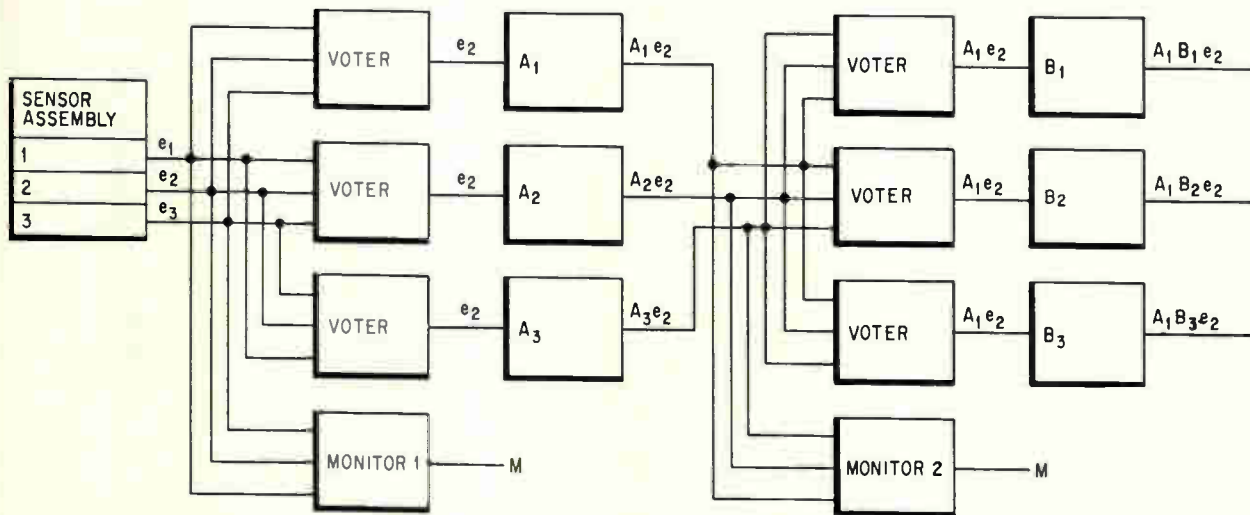 SENSOR
ASSEMBLY
1
2
3
e₁
e₂
e₃
VOTER
e₂
A₁
A₁e₂
VOTER
e₂
A₂
A₂e₂
VOTER
e₂
A₃
A₃e₂
MONITOR 1
M
VOTER
A₁e₂
B₁
A₁B₁e₂
VOTER
A₁e₂
B₂
A₁B₂e₂
VOTER
A₁e₂
B₃
A₁B₃e₂
MONITOR 2
M